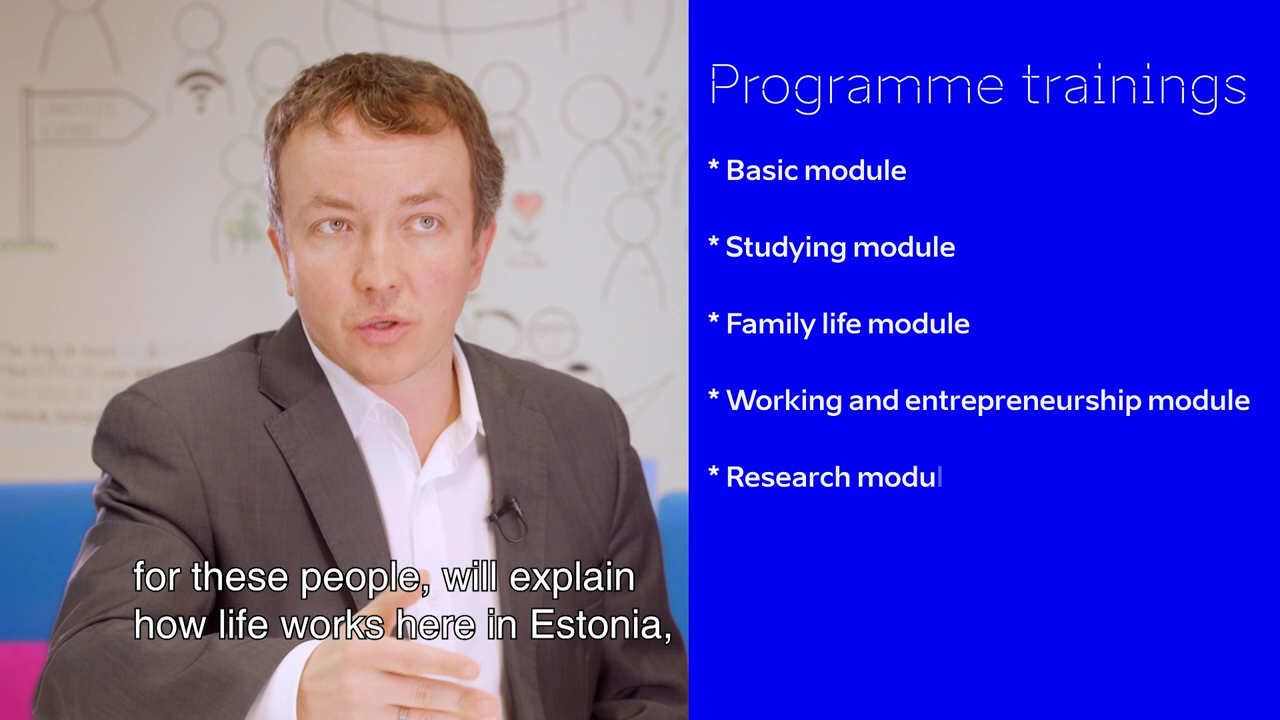 Programme trainings
* Basic module
* Studying module
* Family life module
* Working and entrepreneurship module
* Research modul
for these people, will explain
how life works here in Estonia,